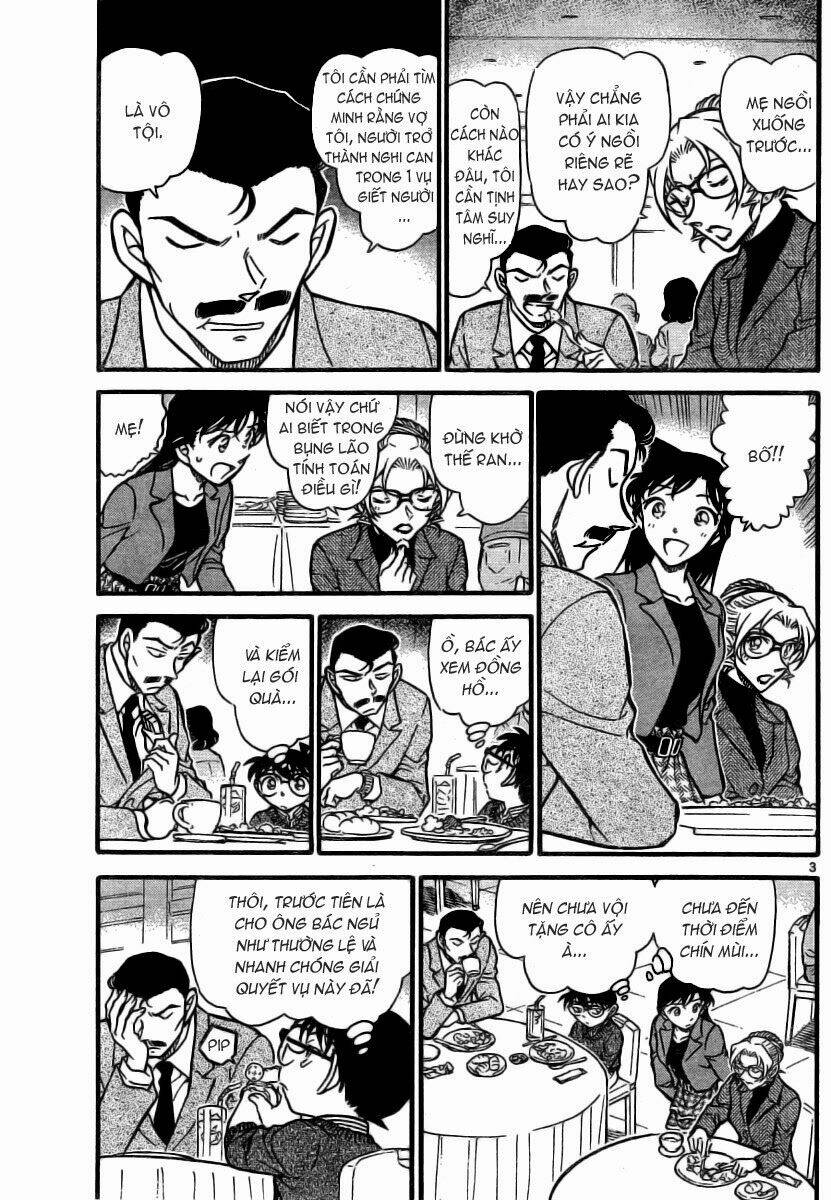 MẸ NGỒI
XUỐNG
TRƯỚC...
VẬY CHẲNG
PHẢI AI KIA
CÓ Ý NGỒI
RIÊNG RẼ
HAY SAO?
CÒN
CÁCH NÀO
KHÁC
ĐÂU, TÔI
CẦN TỊNH
TÂM SUY
NGHĨ...
TÔI CẦN PHẢI TÌM
CÁCH CHỨNG
MINH RẰNG VỢ
TÔI, NGƯỜI TRỞ
THÀNH NGHI CAN
TRONG 1 VỤ
GIẾT NGƯỜI
...
LÀ VÔ
TỘI.
BỐ!!
ĐỪNG KHỜ
THẾ RAN...
NÓI VẬY CHỨ
AI BIẾT TRONG
BỤNG LÃO
TÍNH TOÁN
ĐIỀU GÌ!
MẸ!
Ồ, BÁC ẤY
XEM ĐỒNG
HỒ...
VÀ KIỂM
LẠI GÓI
QUÀ...
3
CHƯA ĐẾN
THỜI ĐIỂM
CHÍN MÙI...
NÊN CHƯA VỘI
TẶNG CÔ ẤY
À...
THÔI, TRƯỚC TIÊN LÀ
CHO ÔNG BÁC NGỦ
NHƯ THƯỜNG LỆ VÀ
NHANH CHÓNG GIẢI
QUYẾT VỤ NÀY ĐÃ!
PIP